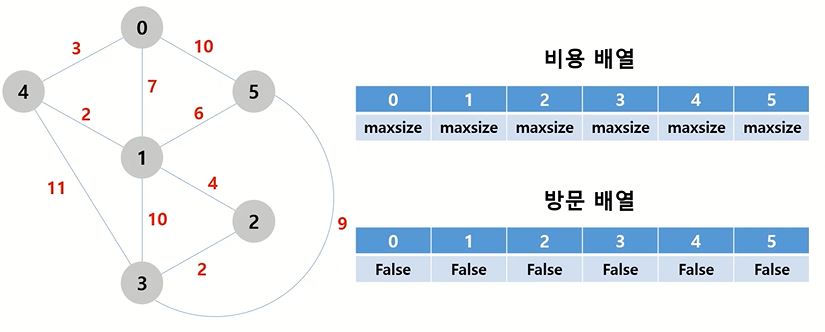 0
3
10
4
7
5
2
6
1
11
4
10
2
9
2
3
비용 배열
0 1 2 3 4 5
maxsize maxsize maxsize maxsize maxsize maxsize
방문 배열
0 1 2 3 4 5
False False False False False False